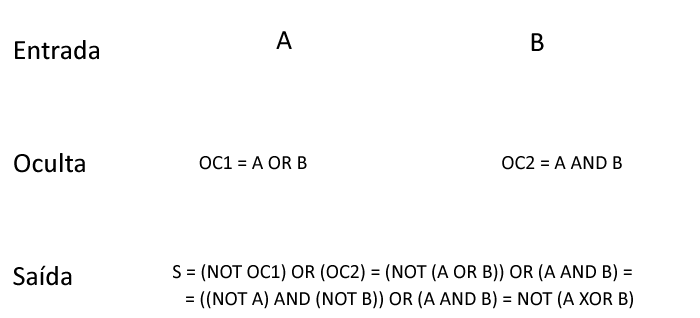 Entrada A B
Oculta OC1 = A OR B OC2 = A AND B
Saída S = (NOT OC1) OR (OC2) = (NOT (A OR B)) OR (A AND B) =
= ((NOT A) AND (NOT B)) OR (A AND B) = NOT (A XOR B)